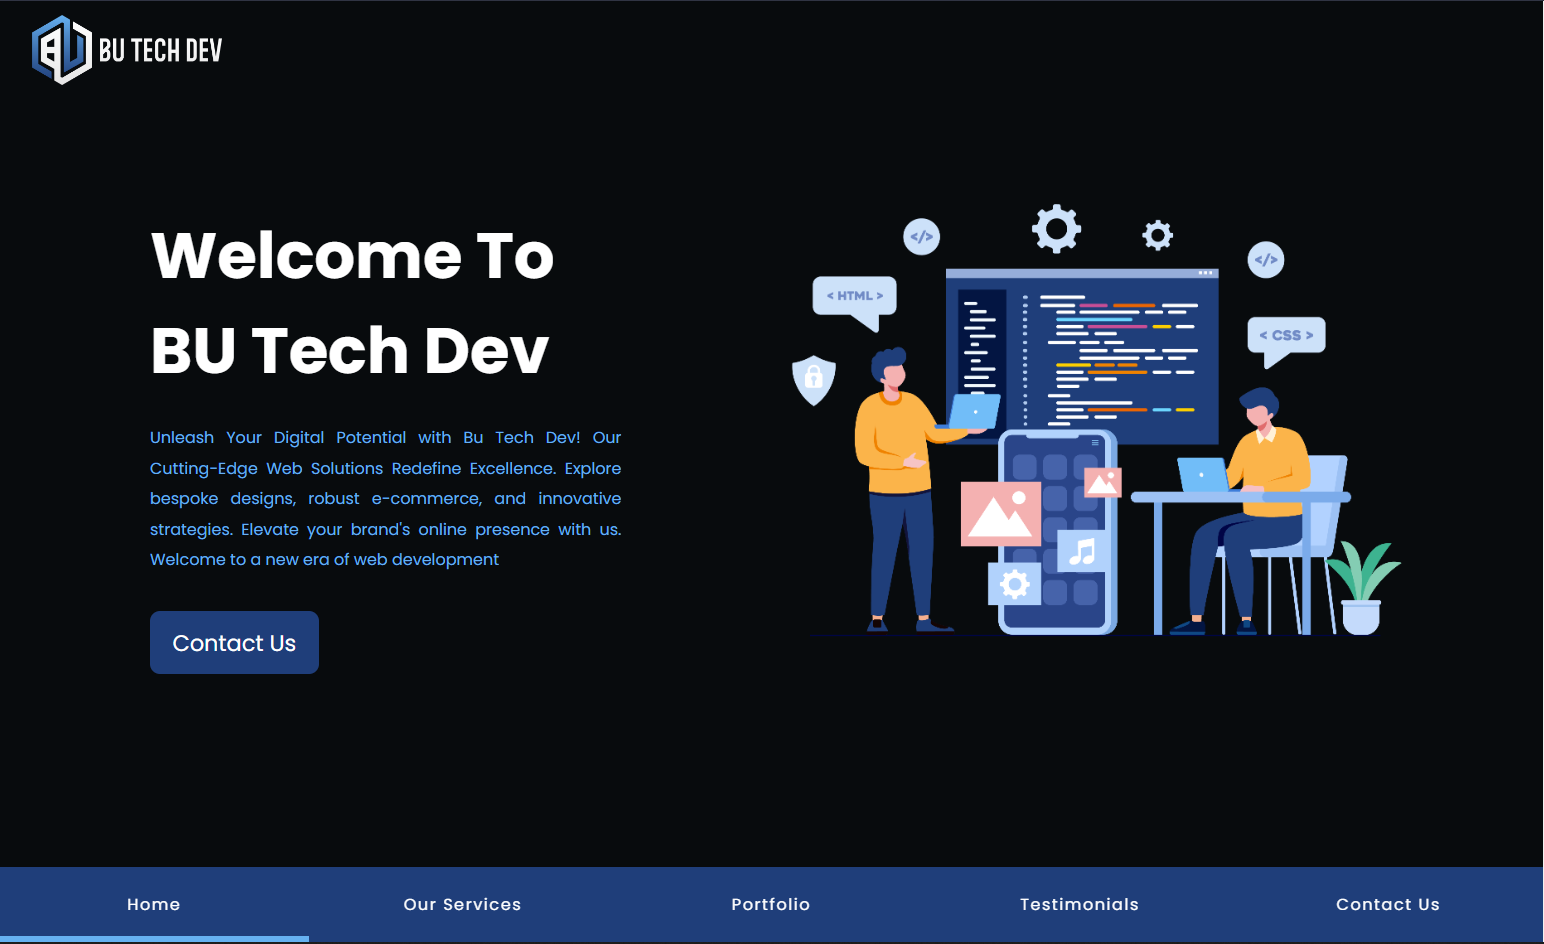 BU TECH DEV
Welcome To
BU Tech Dev
Unleash Your Digital Potential with Bu Tech Dev! Our
Cutting-Edge Web Solutions Redefine Excellence. Explore
bespoke designs, robust e-commerce, and innovative
strategies. Elevate your brand's online presence with us.
Welcome to a new era of web development
Contact Us
</>
</>
< HTML >
< CSS >
Home
Our Services
Portfolio
Testimonials
Contact Us